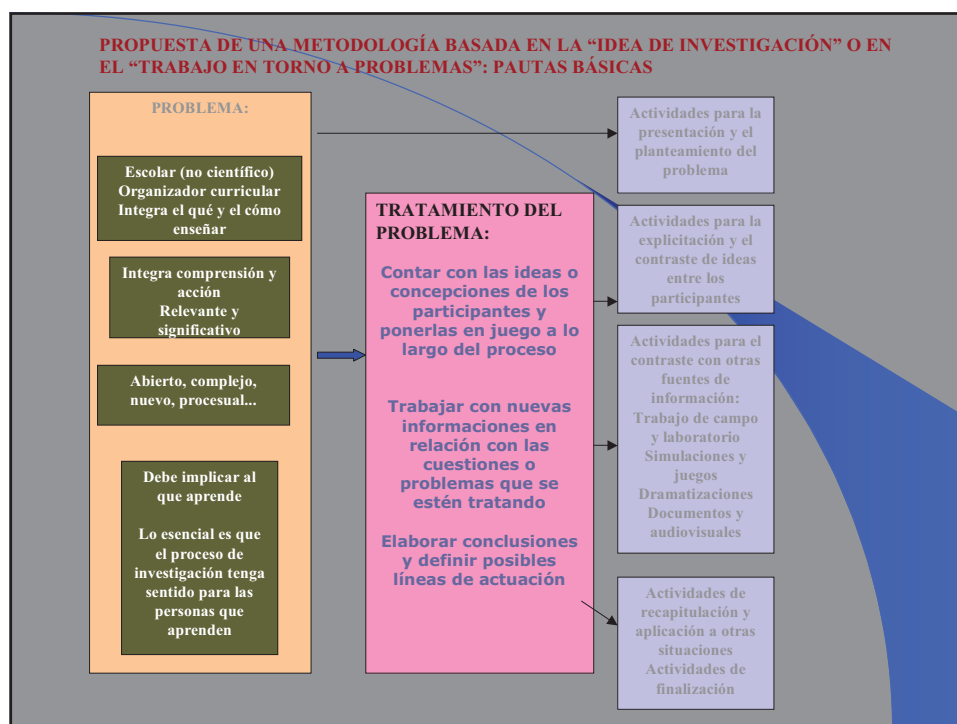 PROPUESTA DE UNA METODOLOGÍA BASADA EN LA “IDEA DE INVESTIGACIÓN” O EN
EL “TRABAJO EN TORNO A PROBLEMAS”: PAUTAS BÁSICAS
PROBLEMA:
Escolar (no científico)
Organizador curricular
Integra el qué y el cómo
enseñar
Integra comprensión y
acción
Relevante y
significativo
Abierto, complejo,
nuevo, procesual...
Debe implicar al
que aprende
Lo esencial es que
el proceso de
investigación tenga
sentido para las
personas que
aprenden
TRATAMIENTO DEL
PROBLEMA:
Contar con las ideas o
concepciones de los
participantes y
ponerlas en juego a lo
largo del proceso
Trabajar con nuevas
informaciones en
relación con las
cuestiones o
problemas que se
estén tratando
Elaborar conclusiones
y definir posibles
líneas de actuación
Actividades para la
presentación y el
planteamiento del
problema
Actividades para la
explicitación y el
contraste de ideas
entre los
participantes
Actividades para el
contraste con otras
fuentes de
información:
Trabajo de campo
y laboratorio
Simulaciones y
juegos
Dramatizaciones
Documentos y
audiovisuales
Actividades de
recapitulación y
aplicación a otras
situaciones
Actividades de
finalización